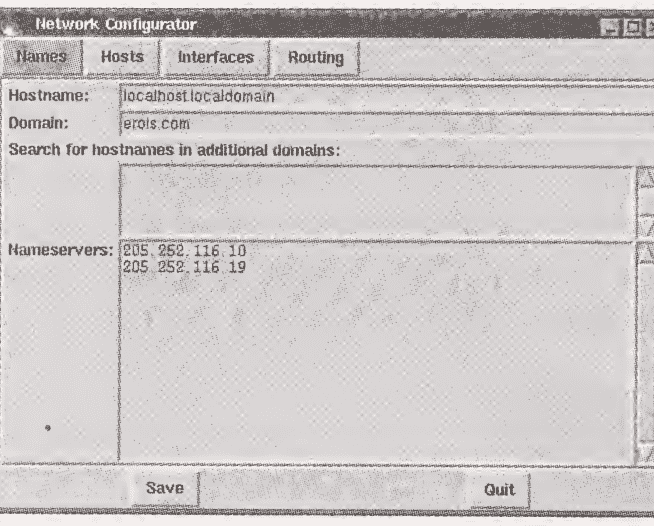 Network Configurator
Names Hosts Interfaces Routing
Hostname: localhost.localdomain
Domain: erols.com
Search for hostnames in additional domains:
Nameservers: 205.252.116.10
205.252.116.19
Save Quit